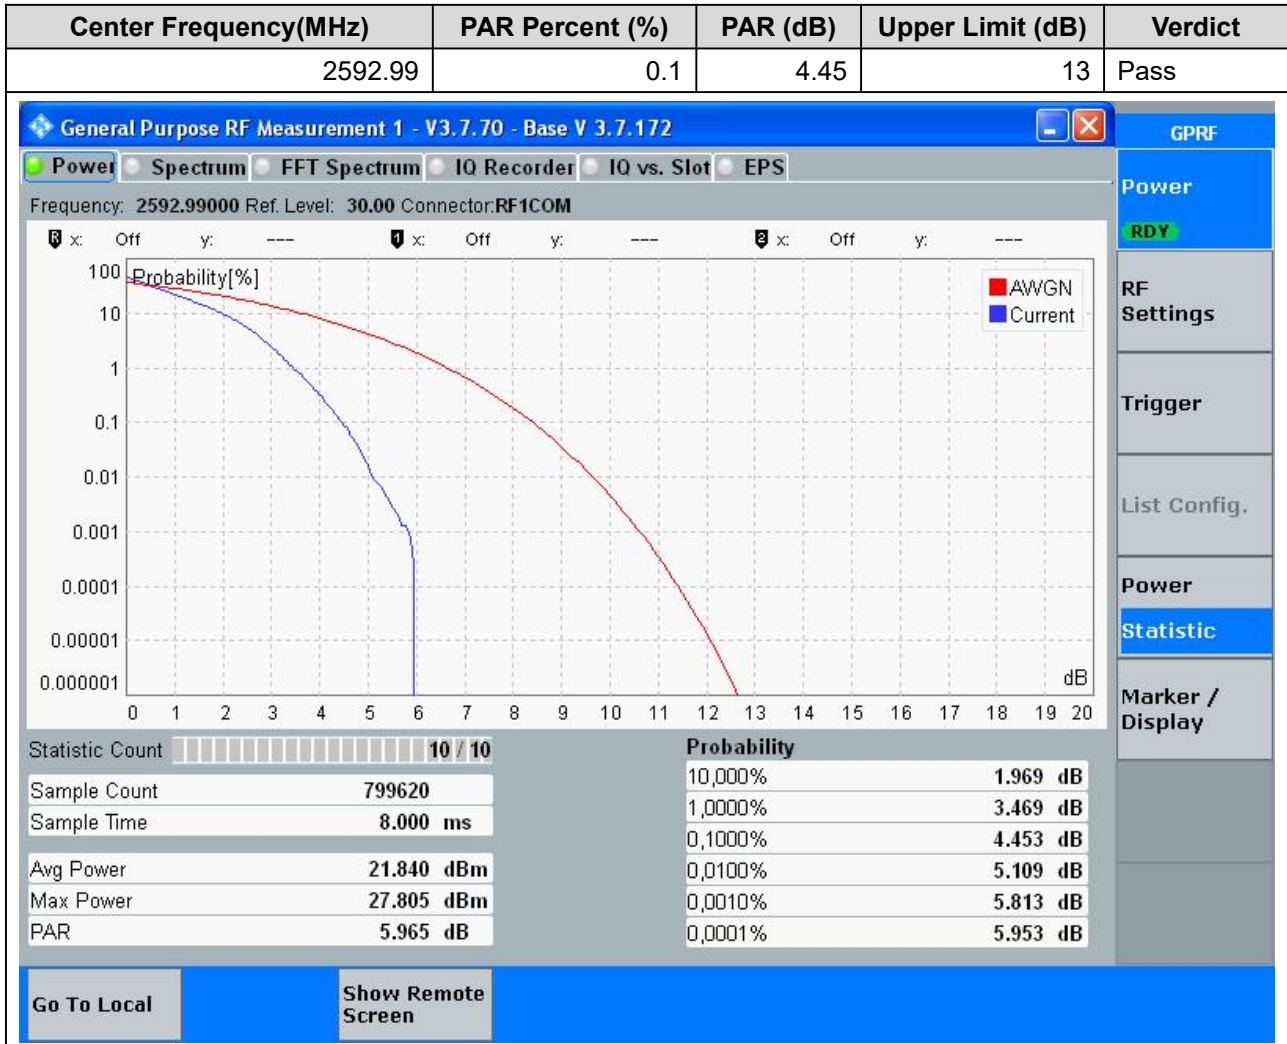 Center Frequency(MHz) PAR Percent (%) PAR (dB) Upper Limit (dB) Verdict
2592.99 0.1 4.45 13 Pass
General Purpose RF Measurement 1 - V3.7.70 - Base V 3.7.172
GPRF
Power Spectrum FFT Spectrum IQ Recorder IQ vs. Slot EPS
Power
RDY
Frequency: 2592.99000 Ref. Level: 30.00 Connector:RF1COM
R x: Off y: --- 1 x: Off y: --- 2 x: Off y: ---
Probability[%]
100
10
1
0.1
0.01
0.001
0.0001
0.00001
0.000001
AWGN
Current
dB
0 1 2 3 4 5 6 7 8 9 10 11 12 13 14 15 16 17 18 19 20
RF
Settings
Trigger
List Config.
Power
Statistic
Marker /
Display
Statistic Count 10 / 10
Sample Count 799620
Sample Time 8.000 ms
Avg Power 21.840 dBm
Max Power 27.805 dBm
PAR 5.965 dB
Probability
10,000% 1.969 dB
1,0000% 3.469 dB
0,1000% 4.453 dB
0,0100% 5.109 dB
0,0010% 5.813 dB
0,0001% 5.953 dB
Go To Local
Show Remote
Screen